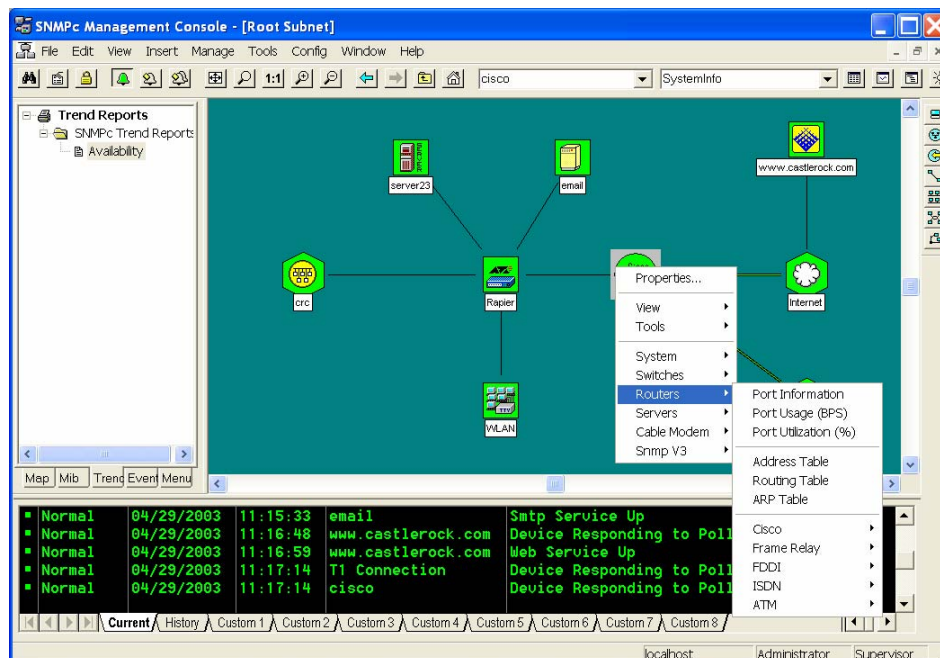 SNMPc Management Console - [Root Subnet]
File Edit View Insert Manage Tools Config Window Help
1:1 cisco SystemInfo
Trend Reports
SNMPc Trend Reports
Availability
server23
email
www.castlerock.com
crc
Rapier
Internet
WLAN
Properties...
View
Tools
System
Switches
Routers
Servers
Cable Modem
Snmp V3
Port Information
Port Usage (BPS)
Port Utilization (%)
Address Table
Routing Table
ARP Table
Cisco
Frame Relay
FDDI
ISDN
ATM
Map Mib Trend Event Menu
Normal 04/29/2003 11:15:33 email Smtp Service Up
Normal 04/29/2003 11:16:48 www.castlerock.com Device Responding to Poll
Normal 04/29/2003 11:16:59 www.castlerock.com Web Service Up
Normal 04/29/2003 11:17:14 T1 Connection Device Responding to Poll
Normal 04/29/2003 11:17:14 cisco Device Responding to Poll
Current History Custom 1 Custom 2 Custom 3 Custom 4 Custom 5 Custom 6 Custom 7 Custom 8
localhost Administrator Supervisor